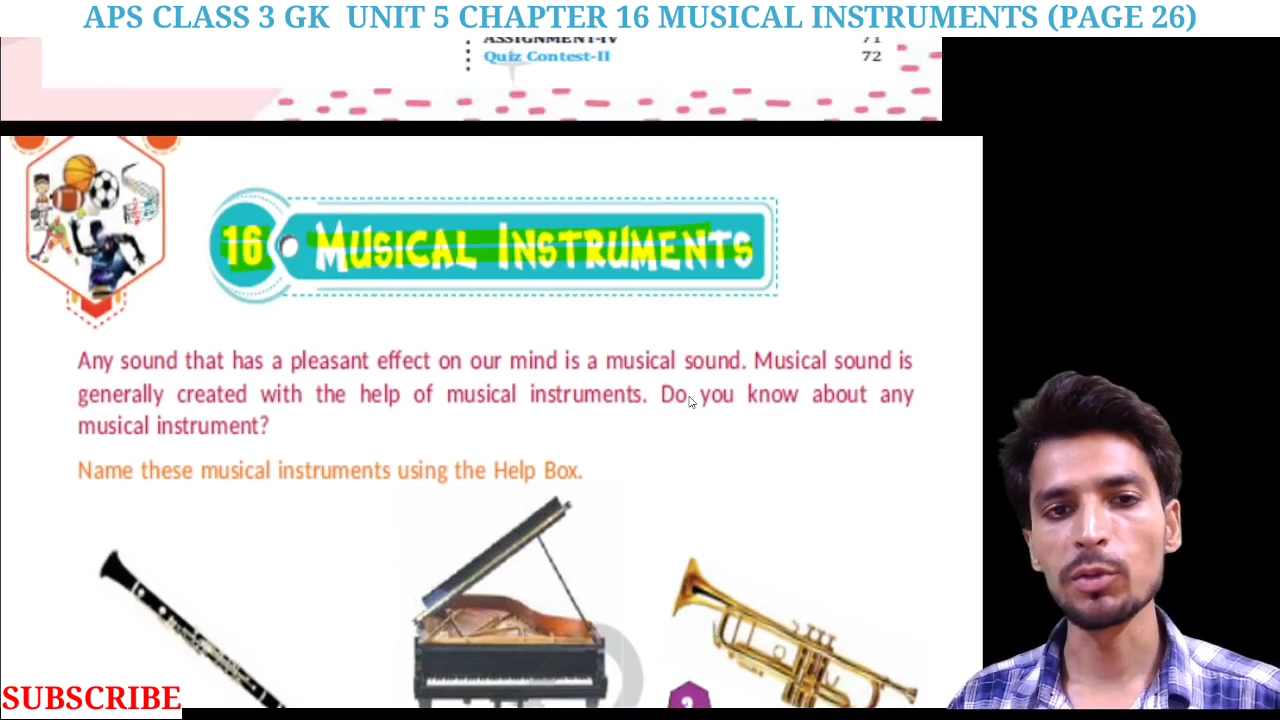 APS CLASS 3 GK UNIT 5 CHAPTER 16 MUSICAL INSTRUMENTS (PAGE 26)
ASSIGNMENT-IV 71
Quiz Contest-II 72
16 MUSICAL INSTRUMENTS
Any sound that has a pleasant effect on our mind is a musical sound. Musical sound is
generally created with the help of musical instruments. Do you know about any
musical instrument?
Name these musical instruments using the Help Box.
SUBSCRIBE